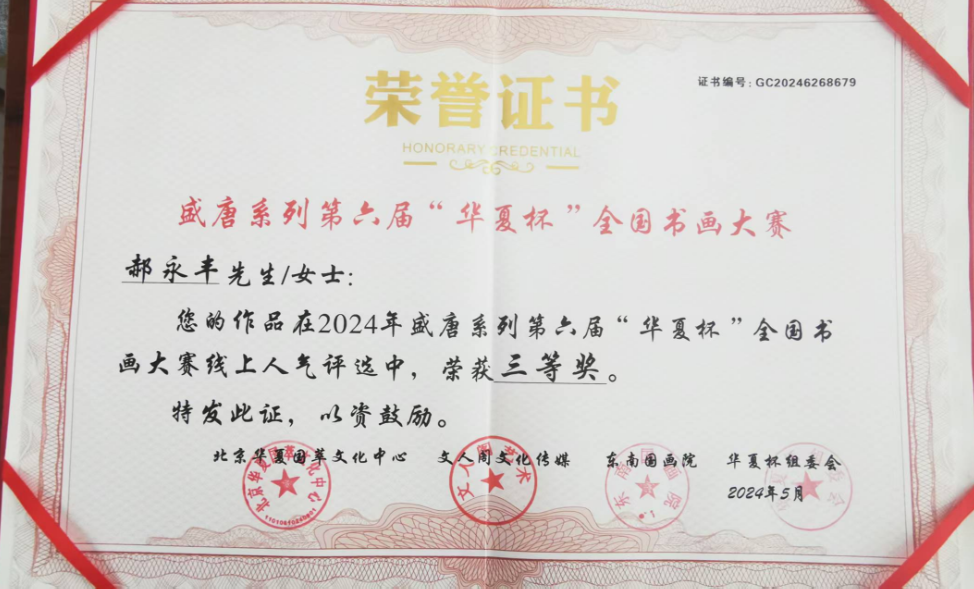 荣誉证书
证书编号：GC20246268679
HONORARY CREDENTIAL
盛唐系列第六届“华夏杯”全国书画大赛
郝永丰先生/女士：
您的作品在2024年盛唐系列第六届“华夏杯”全国书
画大赛线上人气评选中，荣获三等奖。
特发此证，以资鼓励。
北京华夏国草文化中心 文人周文化传媒 东南国画院 华夏杯组委会
2024年5月